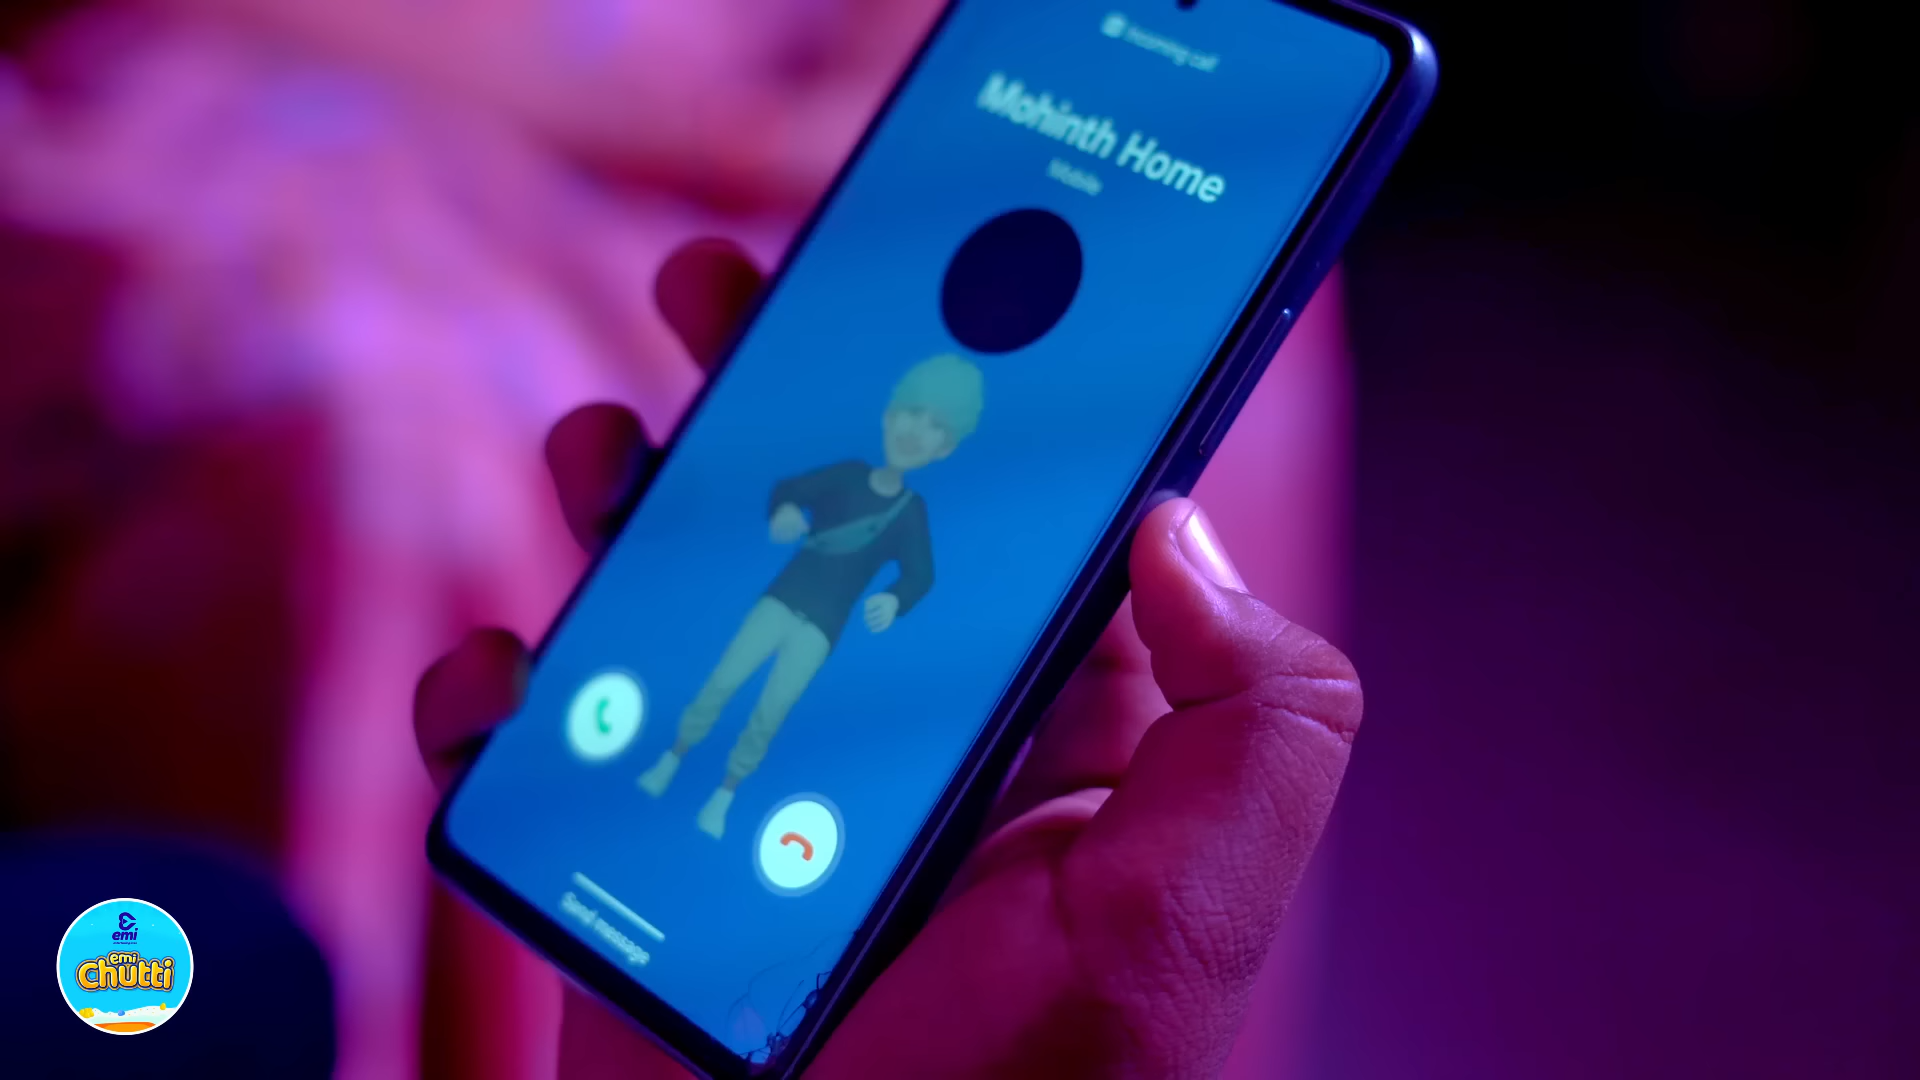 Incoming call
Mohinth Home
Mobile
Send message
emi
emi
Chutti